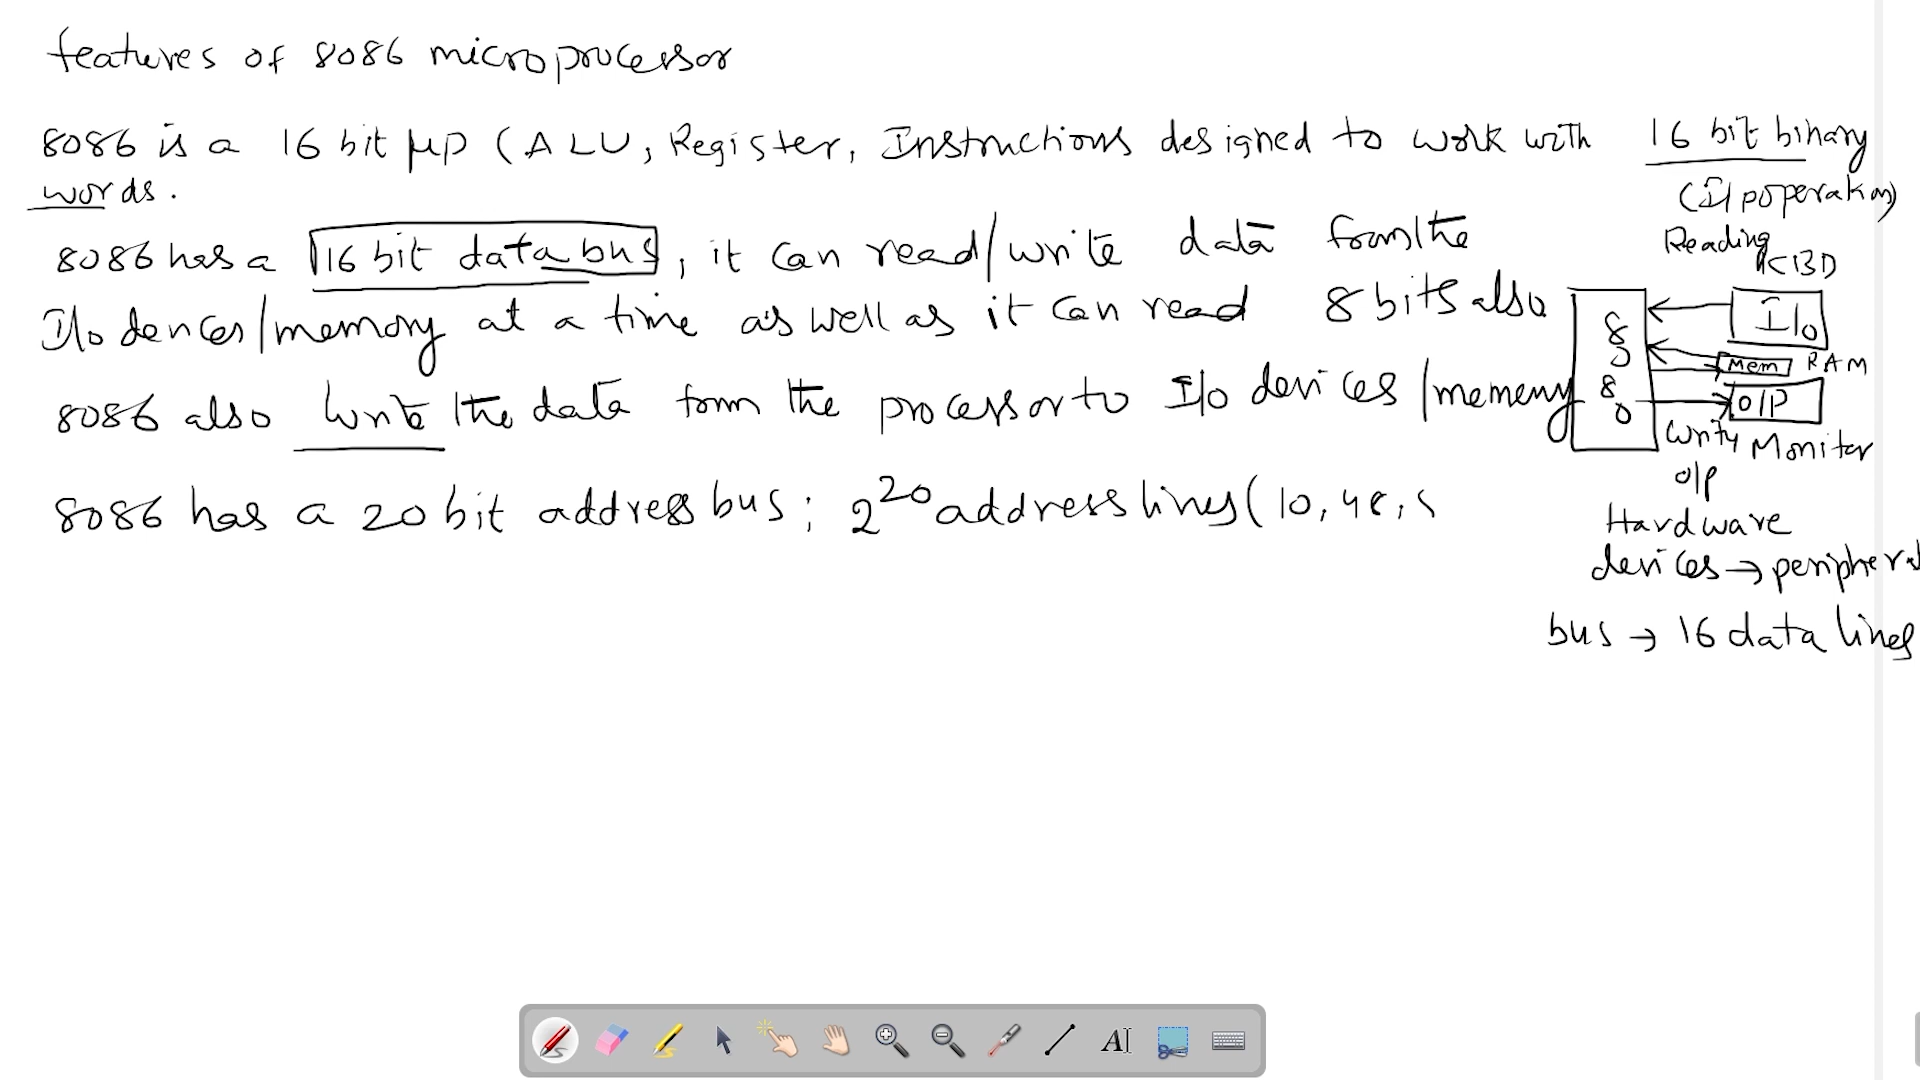 features of 8086 microprocessor
8086 is a 16 bit μp (ALU, Register, Instructions designed to work with 16 bit binary
words.
(I/p operation)
8086 has a 16 bit data bus, it can read/write data from the
Reading
KBD
I/o devices/memory at a time as well as it can read 8 bits also
I/o
Mem RAM
8086 also write the data form the processor to I/o devices /memeny
8086
O/P
Monitor
o/p
8086 has a 20 bit address bus; 2^20 address lines (10, 48, 5
Hardware
devices → peripheral
bus → 16 data lines
AI